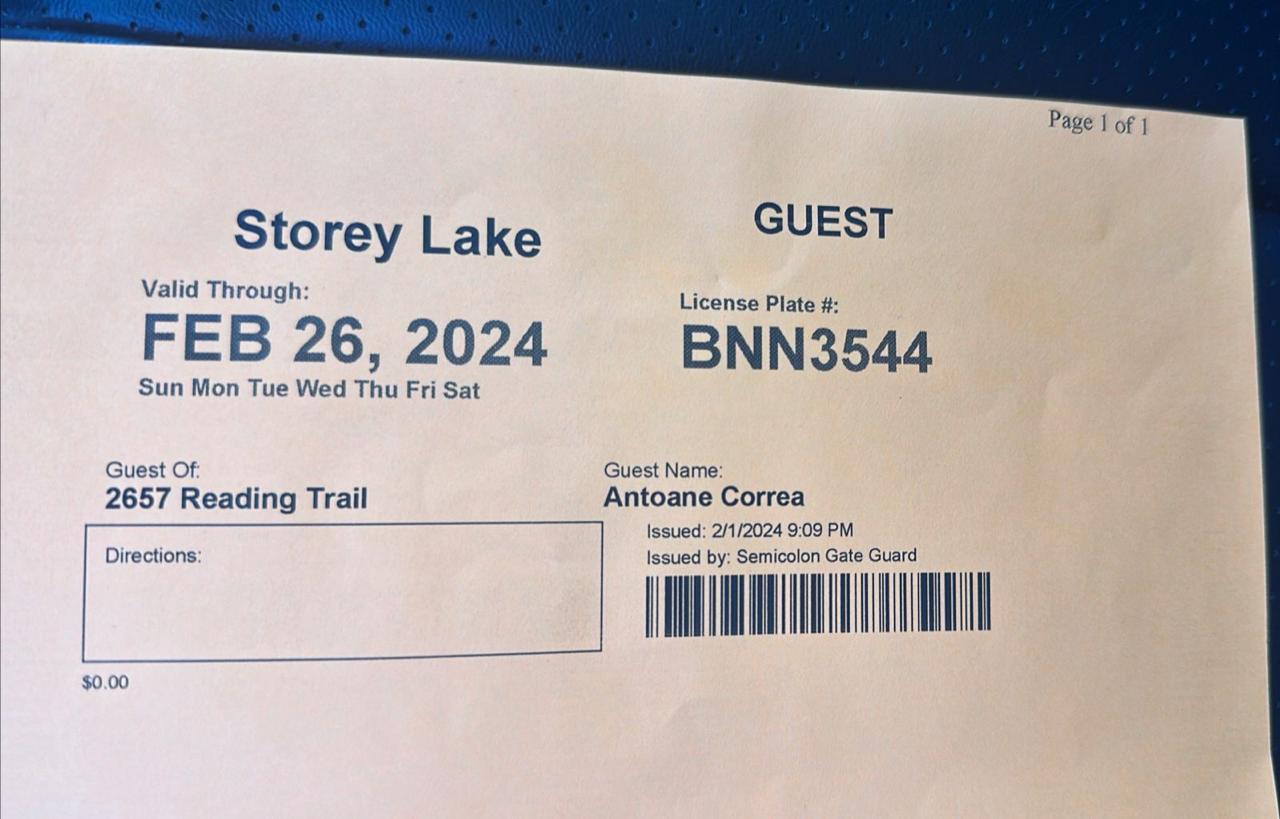 Page 1 of 1
Storey Lake
GUEST
Valid Through:
FEB 26, 2024
Sun Mon Tue Wed Thu Fri Sat
License Plate #:
BNN3544
Guest Of:
2657 Reading Trail
Guest Name:
Antoane Correa
Directions:
Issued: 2/1/2024 9:09 PM
Issued by: Semicolon Gate Guard
$0.00